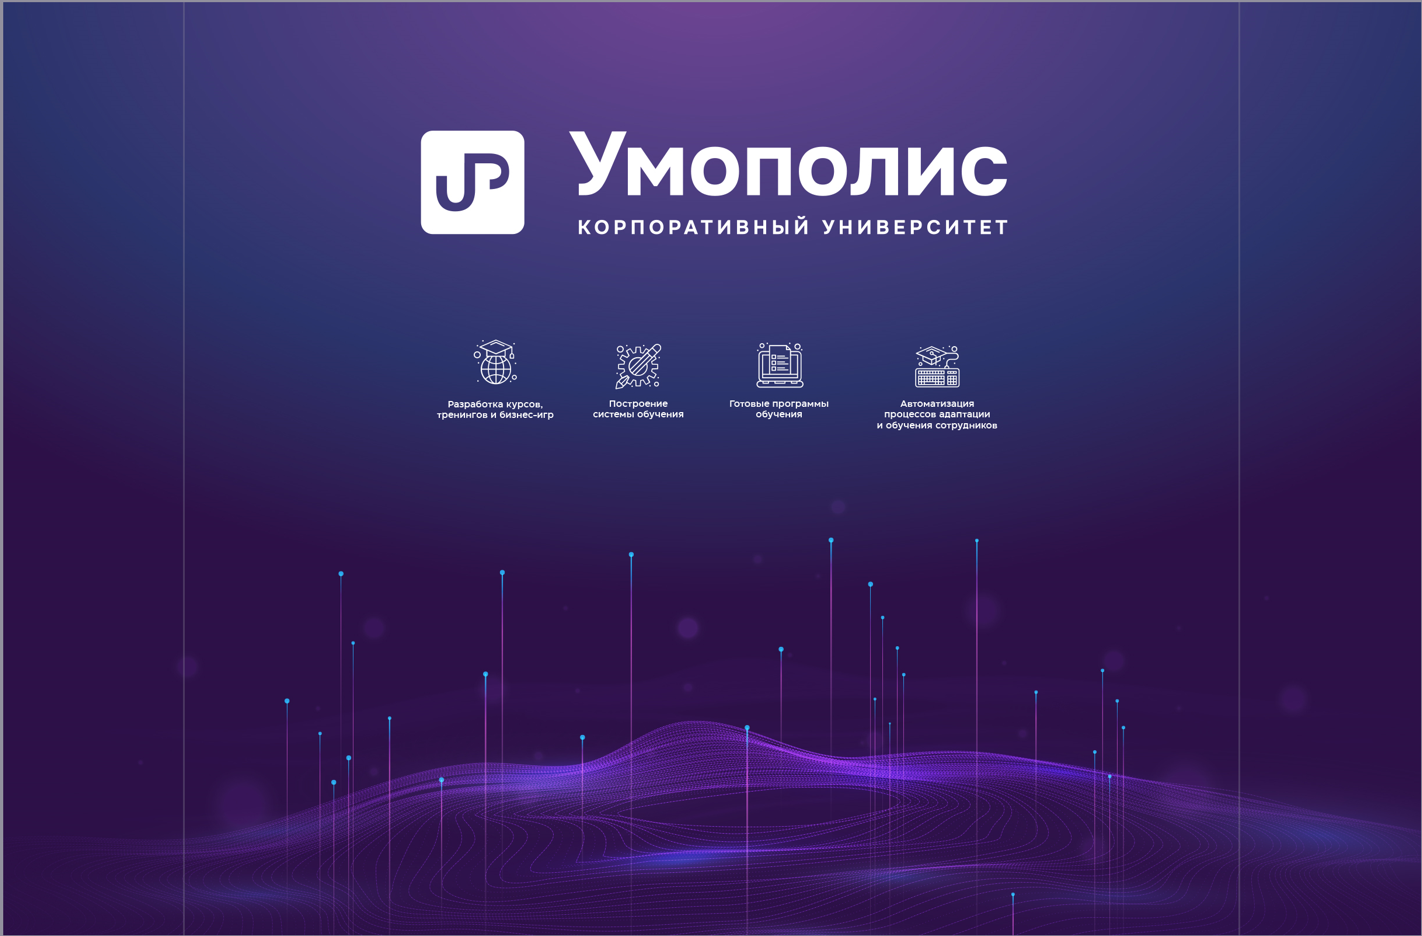 UP
Умополис
КОРПОРАТИВНЫЙ УНИВЕРСИТЕТ
Разработка курсов,
тренингов и бизнес-игр
Построение
системы обучения
Готовые программы
обучения
Автоматизация
процессов адаптации
и обучения сотрудников